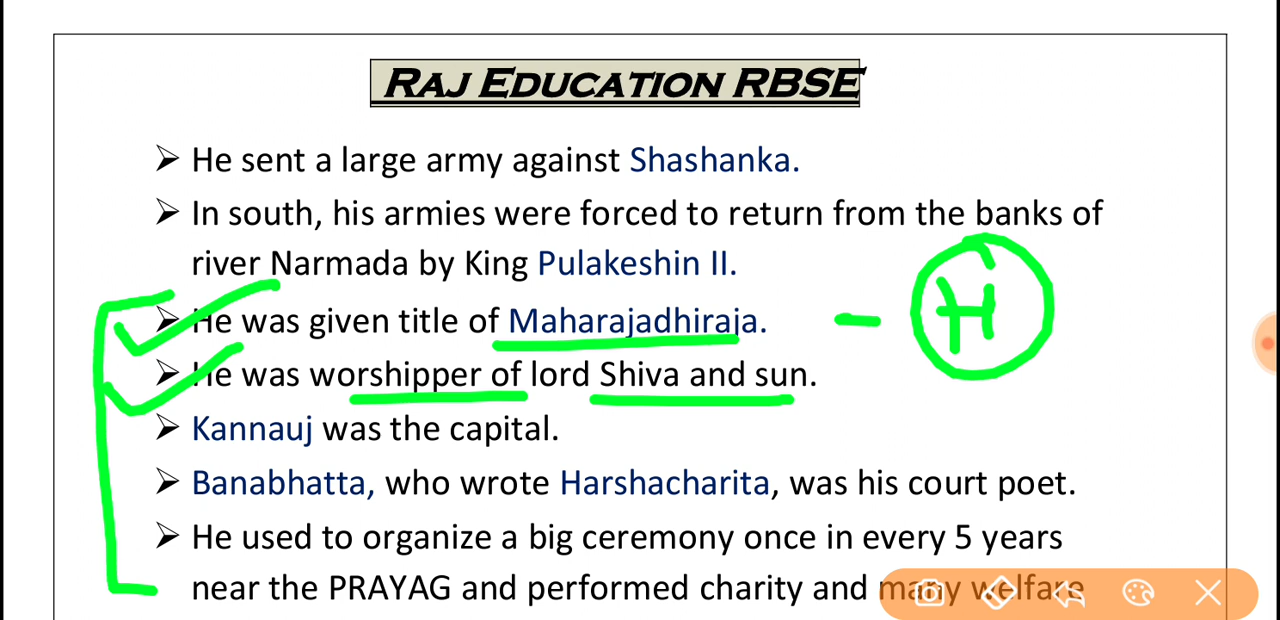 RAJ EDUCATION RBSE
➢ He sent a large army against Shashanka.
➢ In south, his armies were forced to return from the banks of
river Narmada by King Pulakeshin II.
➢ He was given title of Maharajadhiraja. - H
➢ He was worshipper of lord Shiva and sun.
➢ Kannauj was the capital.
➢ Banabhatta, who wrote Harshacharita, was his court poet.
➢ He used to organize a big ceremony once in every 5 years
near the PRAYAG and performed charity and many welfare